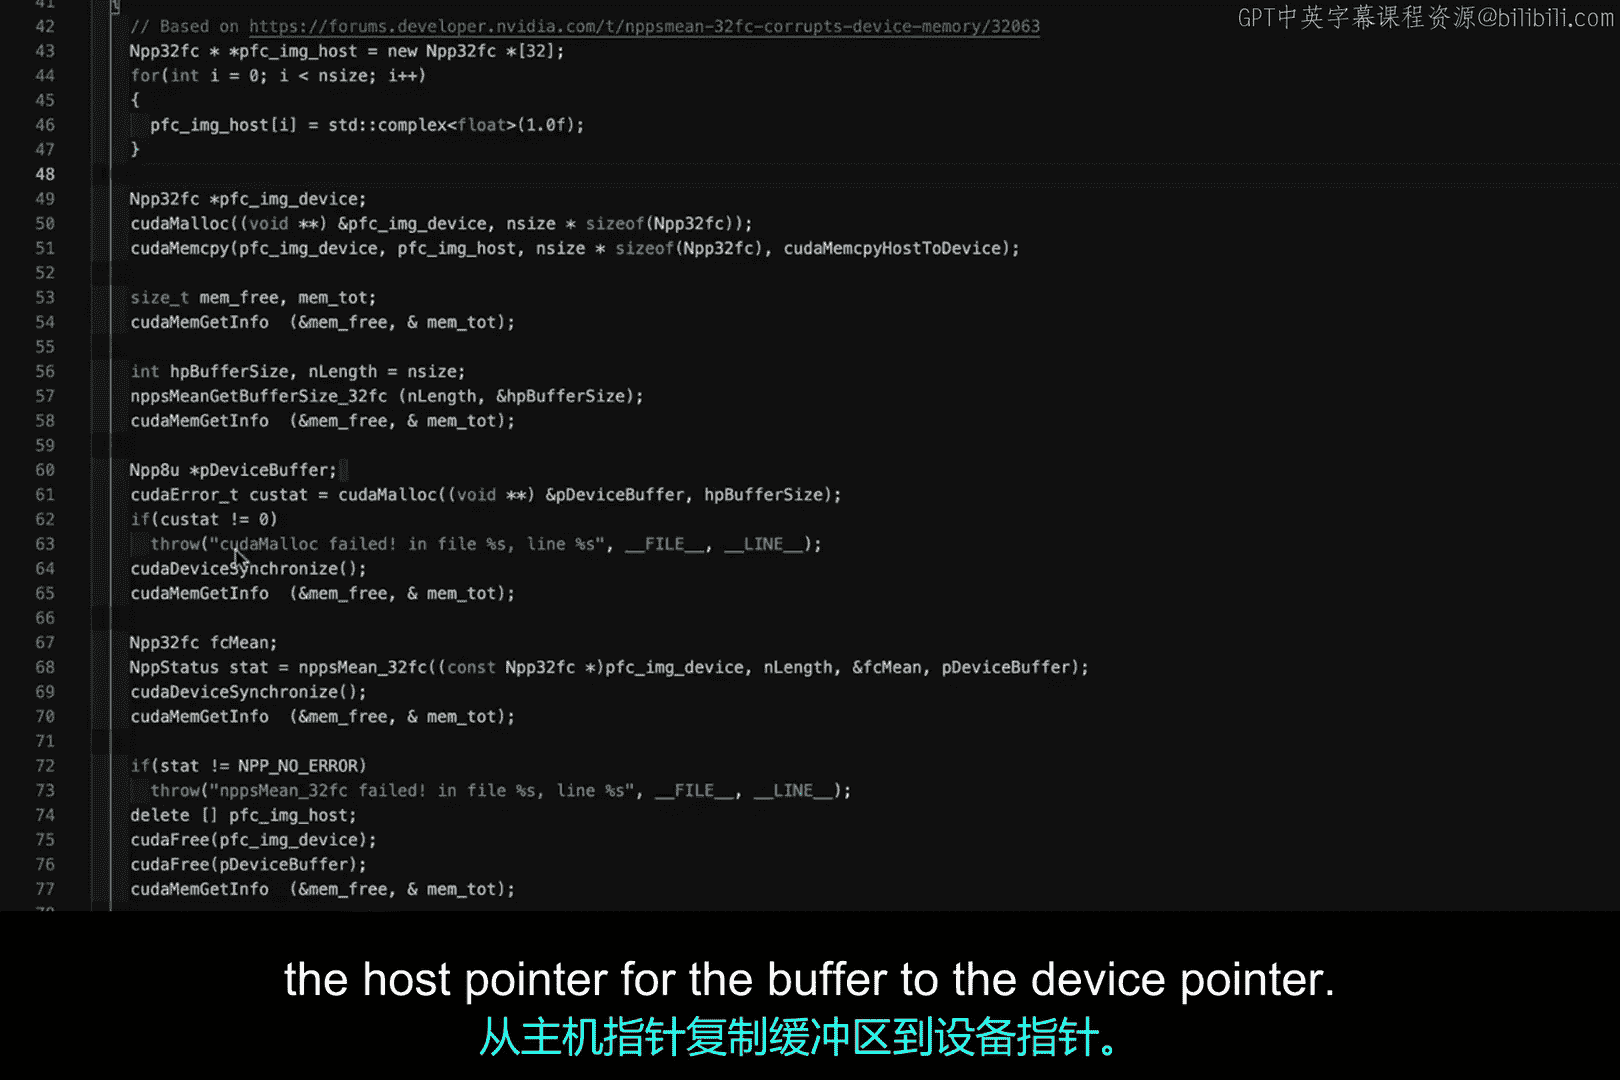 GPT中英字幕课程资源@bilibili.com
41 {
42 // Based on https://forums.developer.nvidia.com/t/nppsmean-32fc-corrupts-device-memory/32063
43 Npp32fc * *pfc_img_host = new Npp32fc *[32];
44 for(int i = 0; i < nsize; i++)
45 {
46 pfc_img_host[i] = std::complex<float>(1.0f);
47 }
48
49 Npp32fc *pfc_img_device;
50 cudaMalloc((void **) &pfc_img_device, nsize * sizeof(Npp32fc));
51 cudaMemcpy(pfc_img_device, pfc_img_host, nsize * sizeof(Npp32fc), cudaMemcpyHostToDevice);
52
53 size_t mem_free, mem_tot;
54 cudaMemGetInfo  (&mem_free, & mem_tot);
55
56 int hpBufferSize, nLength = nsize;
57 nppsMeanGetBufferSize_32fc (nLength, &hpBufferSize);
58 cudaMemGetInfo  (&mem_free, & mem_tot);
59
60 Npp8u *pDeviceBuffer;
61 cudaError_t custat = cudaMalloc((void **) &pDeviceBuffer, hpBufferSize);
62 if(custat != 0)
63 throw("cudaMalloc failed! in file %s, line %s", __FILE__, __LINE__);
64 cudaDeviceSynchronize();
65 cudaMemGetInfo  (&mem_free, & mem_tot);
66
67 Npp32fc fcMean;
68 NppStatus stat = nppsMean_32fc((const Npp32fc *)pfc_img_device, nLength, &fcMean, pDeviceBuffer);
69 cudaDeviceSynchronize();
70 cudaMemGetInfo  (&mem_free, & mem_tot);
71
72 if(stat != NPP_NO_ERROR)
73 throw("nppsMean_32fc failed! in file %s, line %s", __FILE__, __LINE__);
74 delete [] pfc_img_host;
75 cudaFree(pfc_img_device);
76 cudaFree(pDeviceBuffer);
77 cudaMemGetInfo  (&mem_free, & mem_tot);
the host pointer for the buffer to the device pointer.
从主机指针复制缓冲区到设备指针。